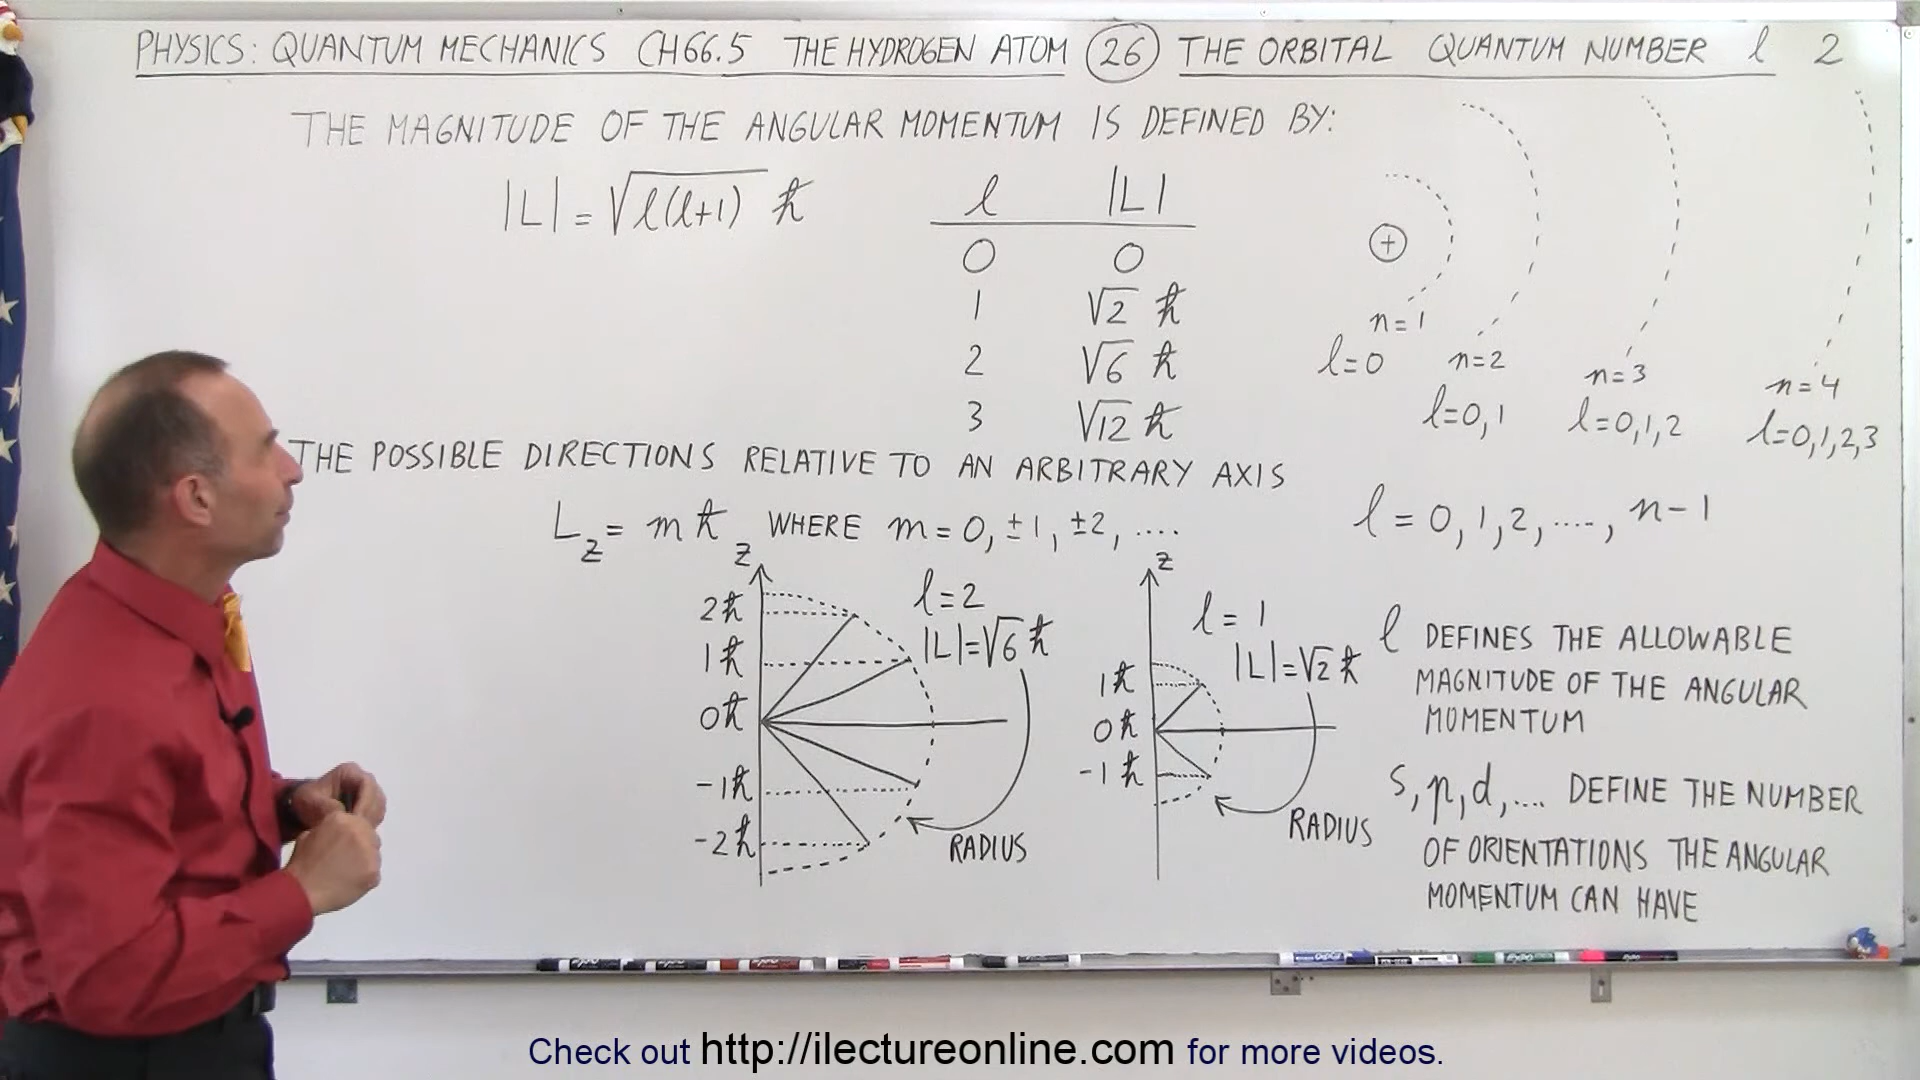 PHYSICS: QUANTUM MECHANICS CH66.5 THE HYDROGEN ATOM 26 THE ORBITAL QUANTUM NUMBER l 2
THE MAGNITUDE OF THE ANGULAR MOMENTUM IS DEFINED BY:
|L| = √l(l+1) ħ
l |L|
0 0
1 √2 ħ
2 √6 ħ
3 √12 ħ
+
n=1
l=0
n=2
l=0,1
n=3
l=0,1,2
n=4
l=0,1,2,3
THE POSSIBLE DIRECTIONS RELATIVE TO AN ARBITRARY AXIS
Lz = mħ WHERE m=0, ±1, ±2, ....
l = 0, 1, 2, ...., n-1
z
2ħ
1ħ
0ħ
-1ħ
-2ħ
l=2
|L|=√6 ħ
RADIUS
z
1ħ
0ħ
-1ħ
l=1
|L|=√2 ħ
RADIUS
l DEFINES THE ALLOWABLE
MAGNITUDE OF THE ANGULAR
MOMENTUM
s, p, d, .... DEFINE THE NUMBER
OF ORIENTATIONS THE ANGULAR
MOMENTUM CAN HAVE
Check out http://ilectureonline.com for more videos.